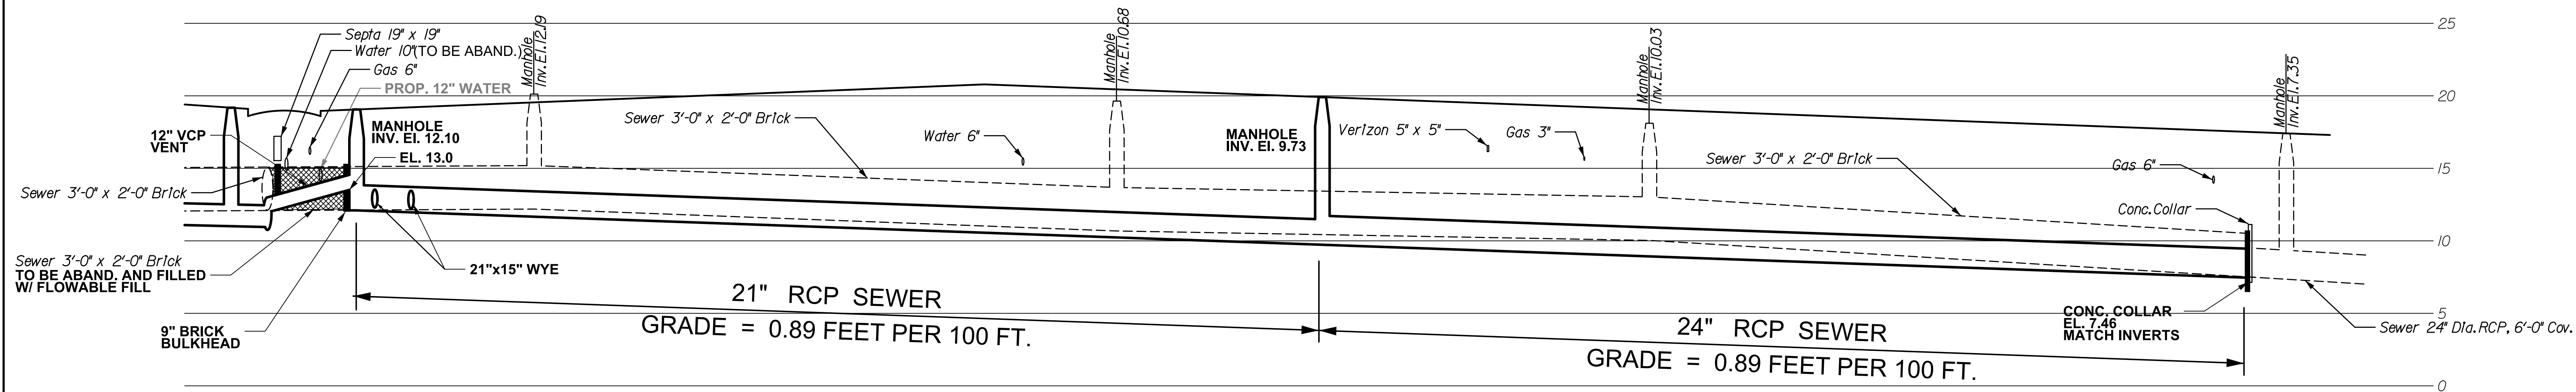 25
20
15
10
5
0
Septa 19" x 19"
Water 10"(TO BE ABAND.)
Gas 6"
PROP. 12" WATER
12" VCP
VENT
MANHOLE
INV. El. 12.10
EL. 13.0
Sewer 3'-0" x 2'-0" Brick
Sewer 3'-0" x 2'-0" Brick
TO BE ABAND. AND FILLED
W/ FLOWABLE FILL
9" BRICK
BULKHEAD
21"x15" WYE
Manhole
Inv.El.12.19
Sewer 3'-0" x 2'-0" Brick
Water 6"
Manhole
Inv.El.10.68
MANHOLE
INV. El. 9.73
Verizon 5" x 5"
Gas 3"
Manhole
Inv.El.10.03
Sewer 3'-0" x 2'-0" Brick
Gas 6"
Conc.Collar
Manhole
Inv.El.7.35
21" RCP SEWER
GRADE = 0.89 FEET PER 100 FT.
24" RCP SEWER
GRADE = 0.89 FEET PER 100 FT.
CONC. COLLAR
EL. 7.46
MATCH INVERTS
Sewer 24" Dia.RCP, 6'-0" Cov.